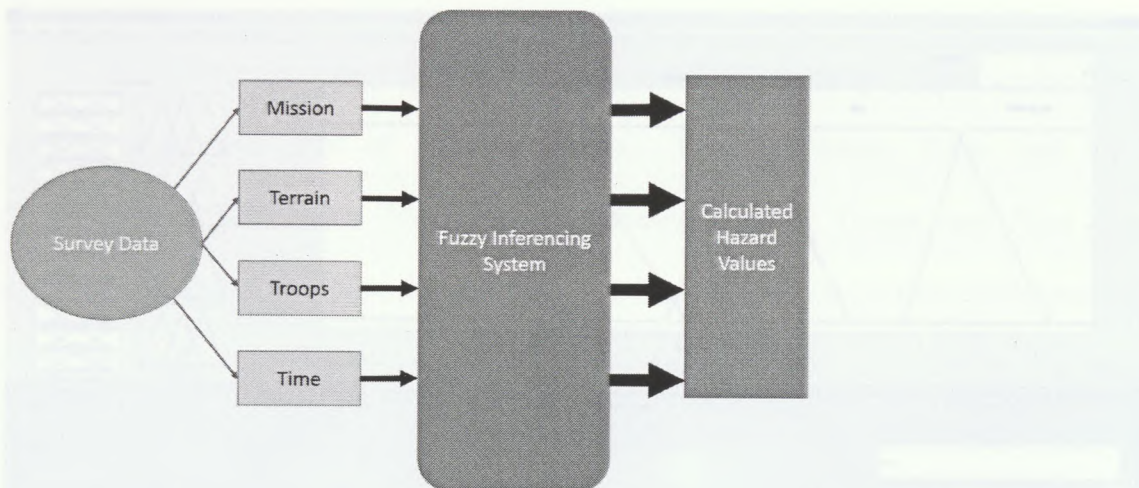 Survey Data
Mission
Terrain
Troops
Time
Fuzzy Inferencing
System
Calculated
Hazard
Values